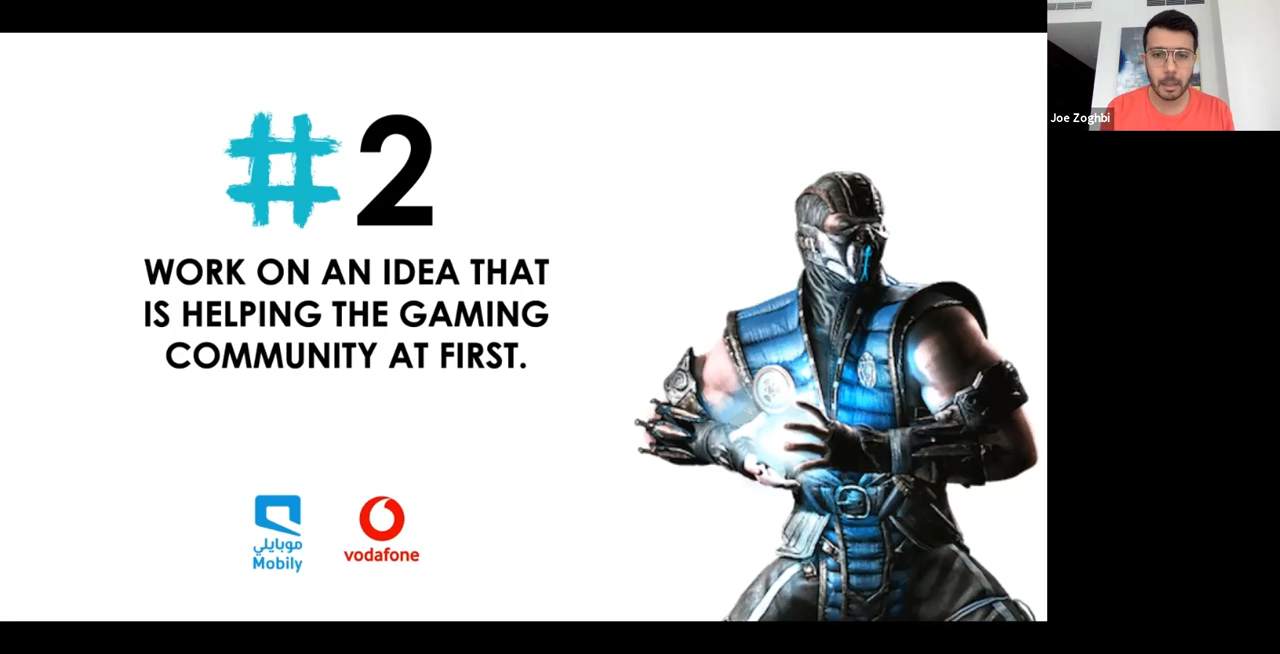 #2
WORK ON AN IDEA THAT
IS HELPING THE GAMING
COMMUNITY AT FIRST.
موبايلي
Mobily
vodafone
Joe Zoghbi